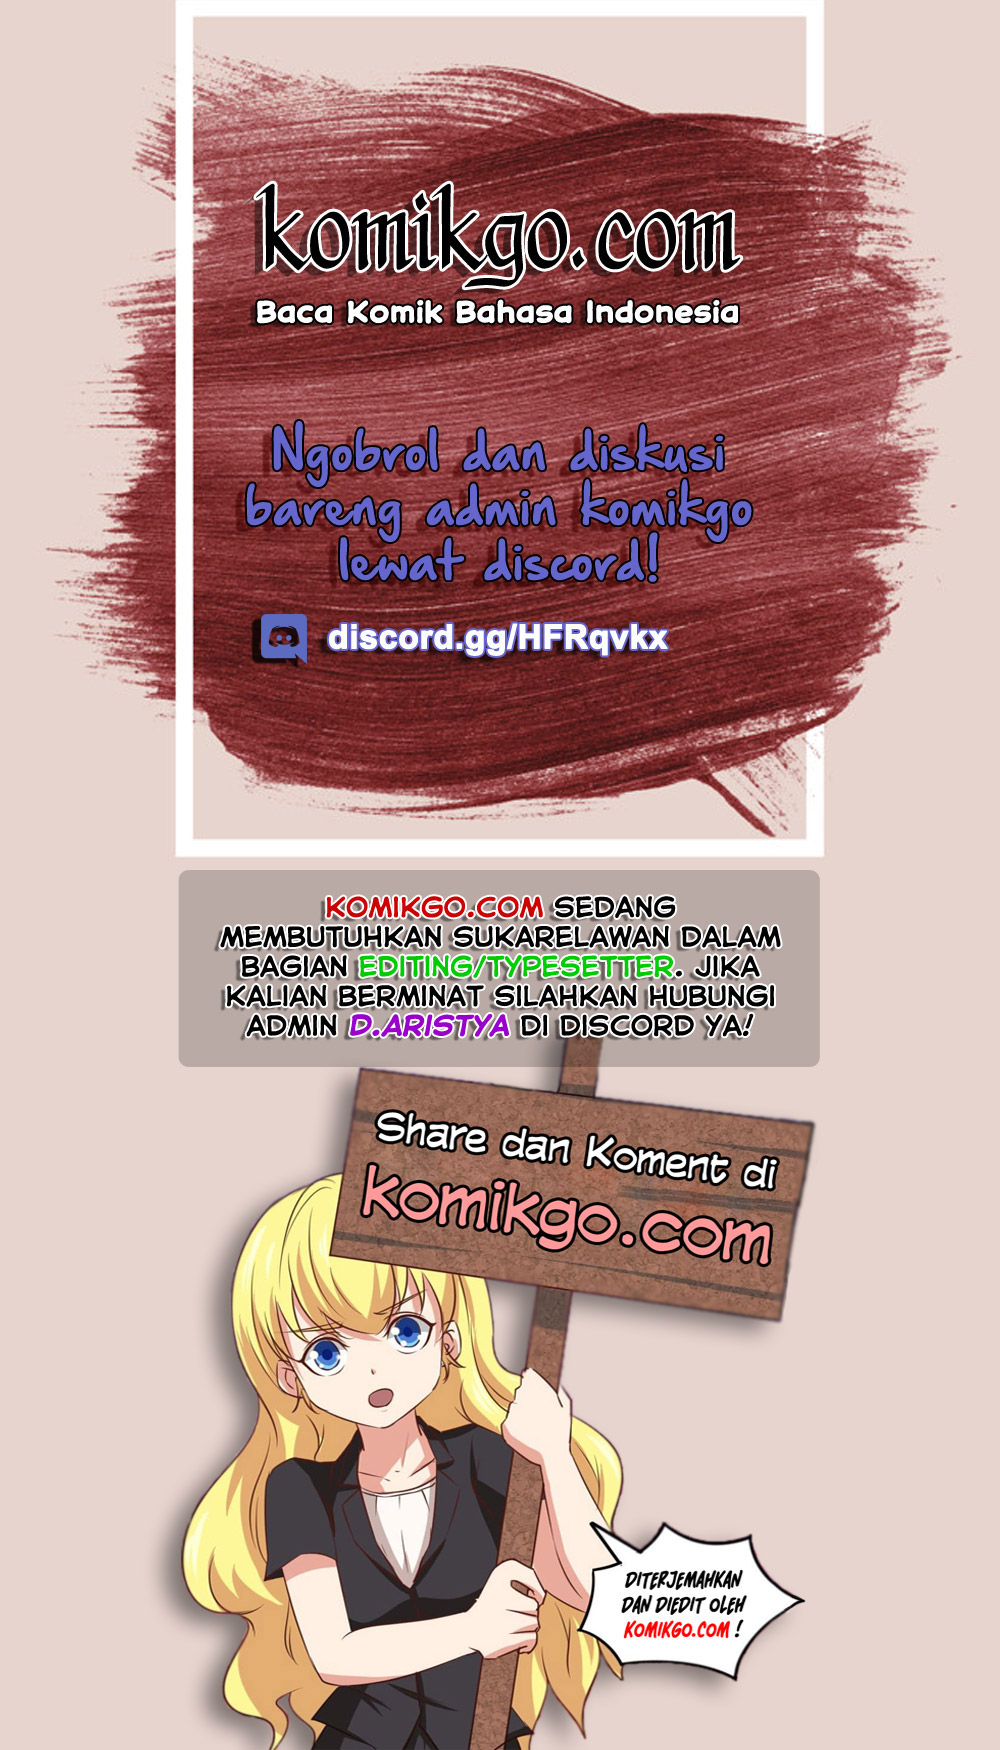 komikgo.com
Baca Komik Bahasa Indonesia
Ngobrol dan diskusi
bareng admin komikgo
lewat discord!
discord.gg/HFRqvkx
KOMIKGO.COM SEDANG
MEMBUTUHKAN SUKARELAWAN DALAM
BAGIAN EDITING/TYPESETTER. JIKA
KALIAN BERMINAT SILAHKAN HUBUNGI
ADMIN D.ARISTYA DI DISCORD YA!
Share dan Koment di
komikgo.com
DITERJEMAHKAN
DAN DIEDIT OLEH
KOMIKGO.COM !